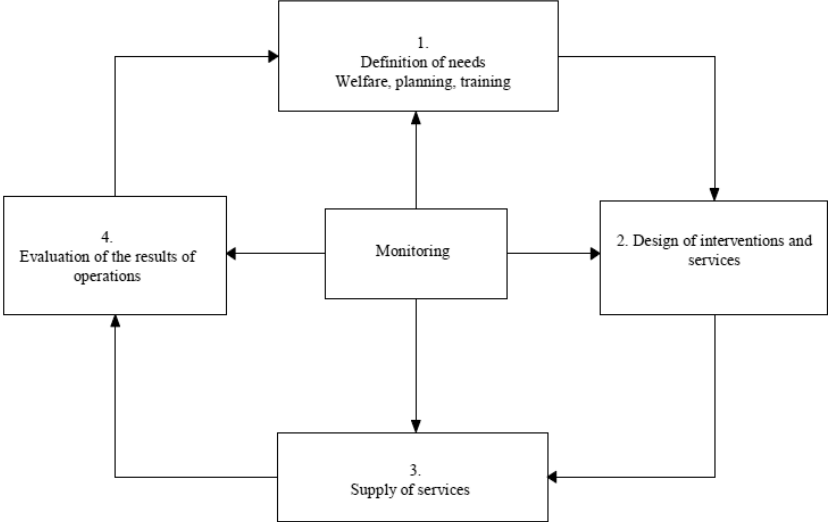 1.
Definition of needs
Welfare, planning, training
4.
Evaluation of the results of
operations
Monitoring
2. Design of interventions and
services
3.
Supply of services